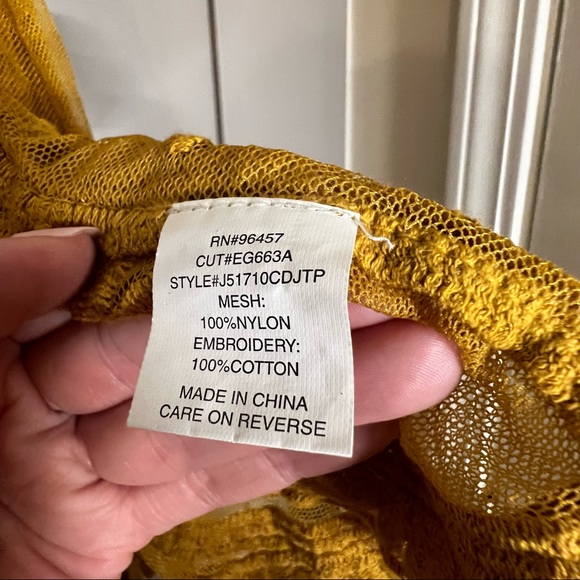 RN#96457
CUT#EG663A
STYLE#J51710CDJTP
MESH:
100%NYLON
EMBROIDERY:
100%COTTON
MADE IN CHINA
CARE ON REVERSE